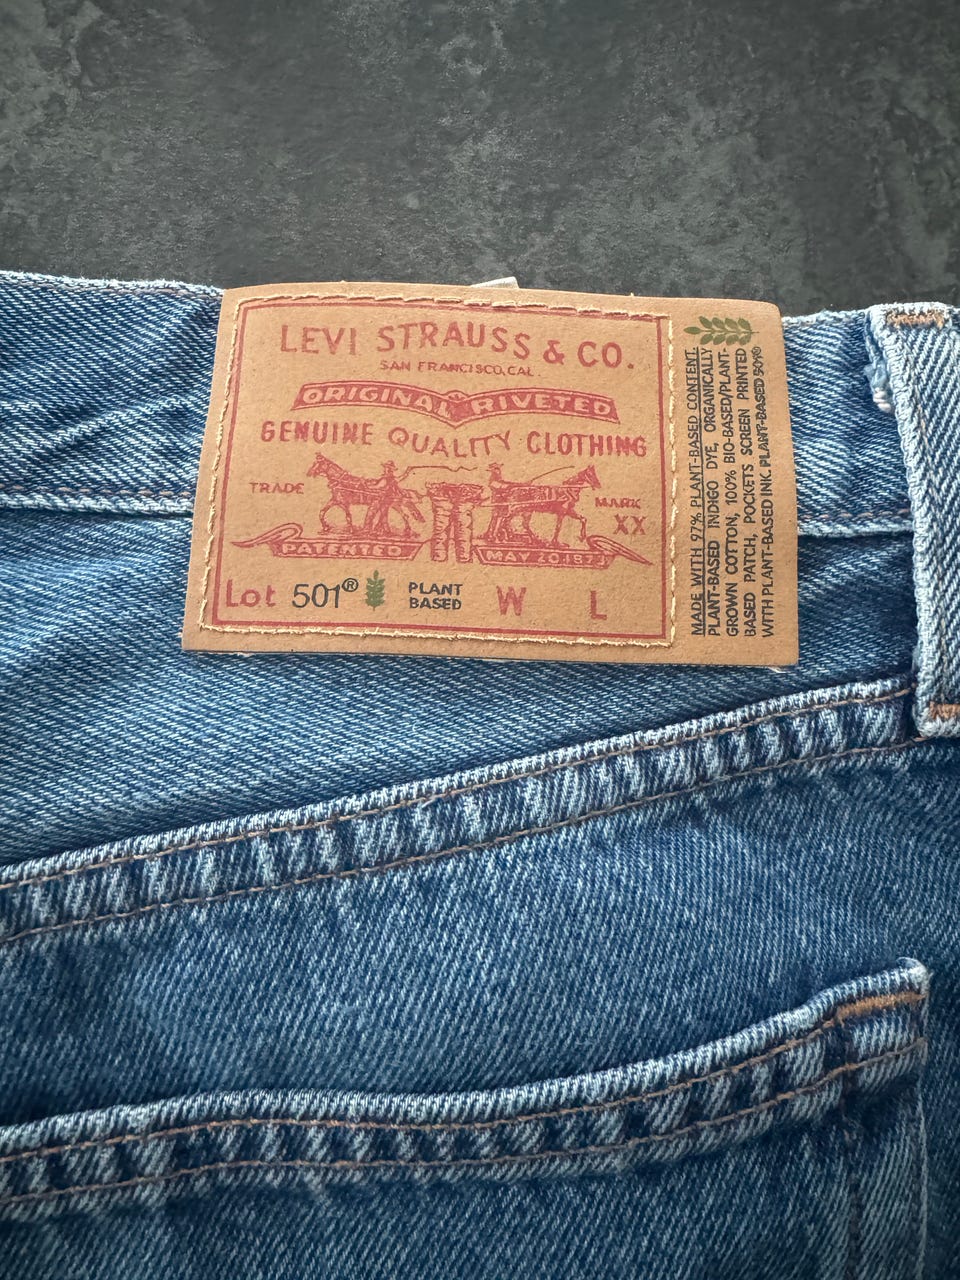 LEVI STRAUSS & CO.
SAN FRANCISCO, CAL.
ORIGINAL RIVETED
GENUINE QUALITY CLOTHING
TRADE MARK
XX
PATENTED MAY 20 1873
Lot 501® PLANT BASED W L
MADE WITH 97% PLANT-BASED CONTENT.
PLANT-BASED INDIGO DYE, ORGANICALLY
GROWN COTTON, 100% BIO-BASED/PLANT-
BASED PATCH, POCKETS SCREEN PRINTED
WITH PLANT-BASED INK. PLANT-BASED 501®